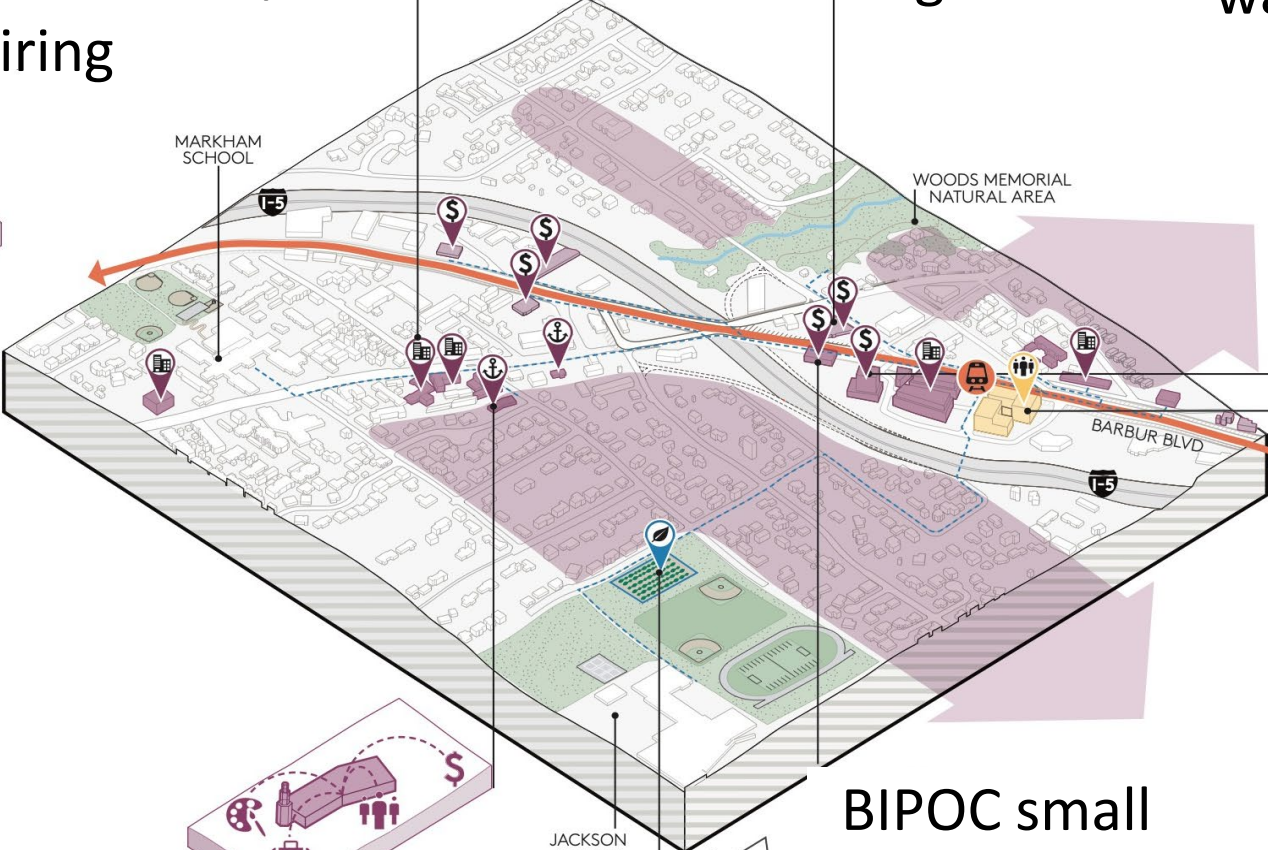 iring
MARKHAM
SCHOOL
WOODS MEMORIAL
NATURAL AREA
I-5
$
$
$
$
$
$
BARBUR BLVD
I-5
$
JACKSON
BIPOC small